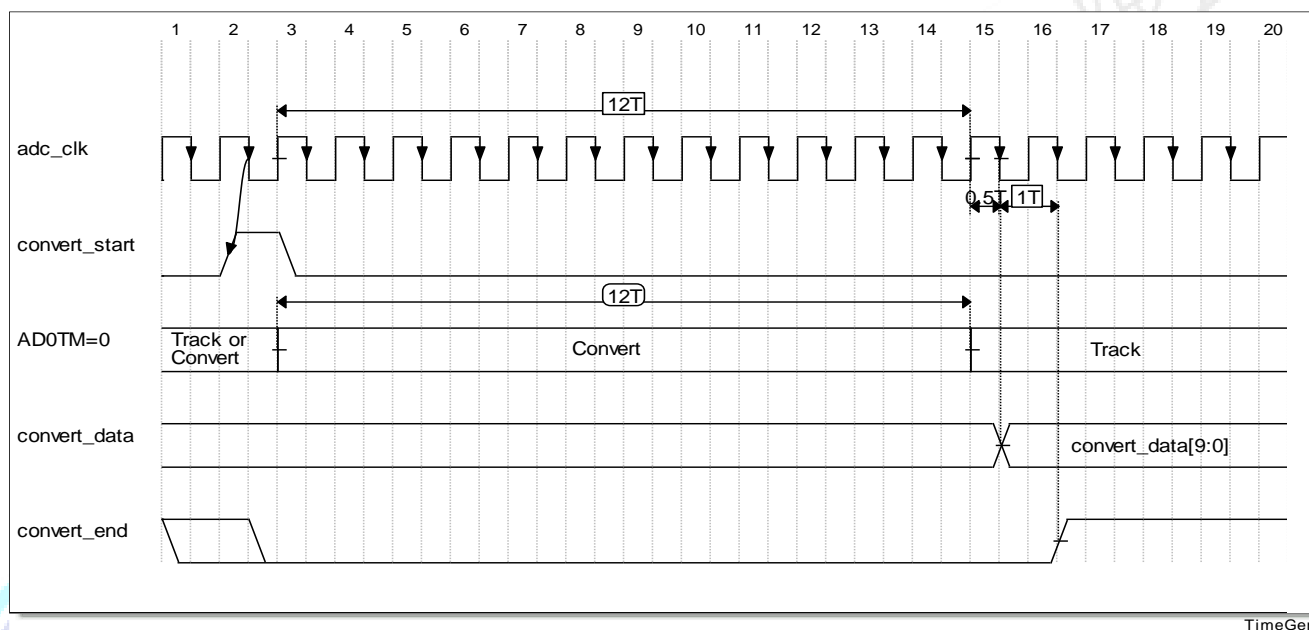 1 2 3 4 5 6 7 8 9 10 11 12 13 14 15 16 17 18 19 20
12T
adc_clk
0.5T 1T
convert_start
12T
AD0TM=0
Track or
Convert
Convert
Track
convert_data
convert_data[9:0]
convert_end
TimeGen